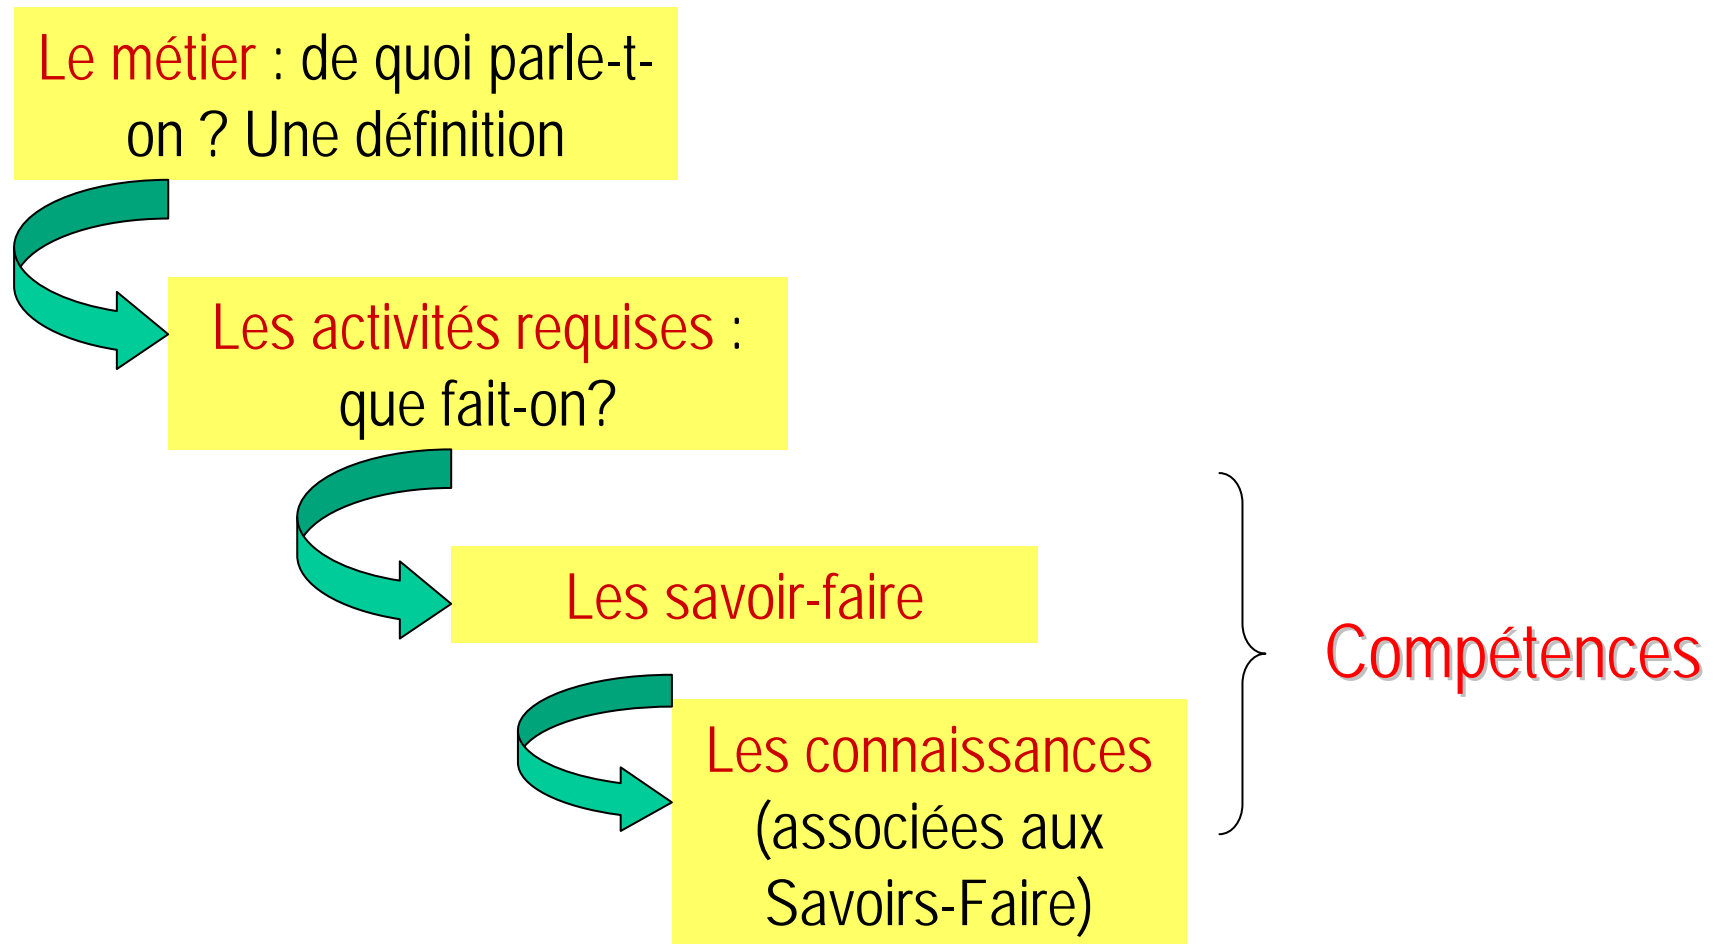 Le métier : de quoi parle-t-
on ? Une définition
Les activités requises :
que fait-on?
Les savoir-faire
Compétences
Les connaissances
(associées aux
Savoirs-Faire)